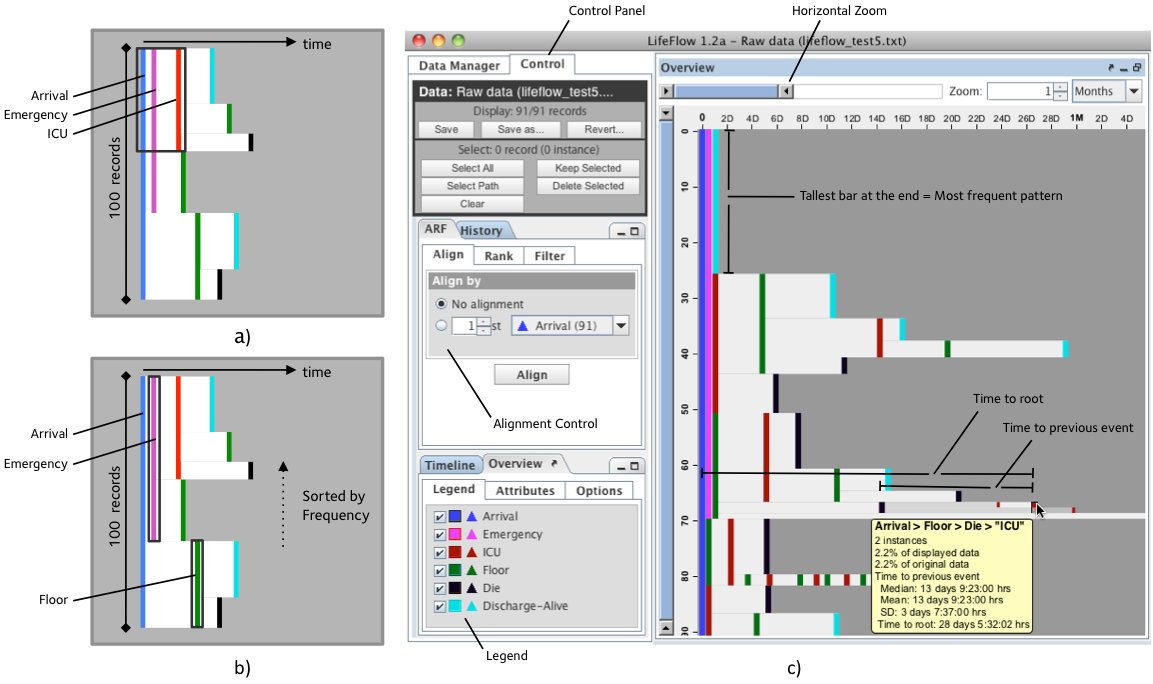 time
Arrival
Emergency
ICU
100 records
a)
time
Arrival
Emergency
100 records
Sorted by
Frequency
Floor
b)
Control Panel
Horizontal Zoom
LifeFlow 1.2a – Raw data (lifeflow_test5.txt)
Data Manager
Control
Data: Raw data (lifeflow_test5....
Display: 91/91 records
Save
Save as...
Revert...
Select: 0 record (0 instance)
Select All
Keep Selected
Select Path
Delete Selected
Clear
ARF
History
Align
Rank
Filter
Align by
No alignment
1 st
Arrival (91)
Align
Alignment Control
Timeline
Overview
Legend
Attributes
Options
Arrival
Emergency
ICU
Floor
Die
Discharge-Alive
Legend
Overview
Zoom: 1 Months
0 2D 4D 6D 8D 10D 12D 14D 16D 18D 20D 22D 24D 26D 1M 2D 4D
0
10
20
30
40
50
60
70
80
90
Tallest bar at the end = Most frequent pattern
Time to root
Time to previous event
Arrival > Floor > Die > "ICU"
2 instances
2.2% of displayed data
2.2% of original data
Time to previous event
Median: 13 days 9:23:00 hrs
Mean: 13 days 9:23:00 hrs
SD: 3 days 7:37:00 hrs
Time to root: 28 days 5:32:02 hrs
c)